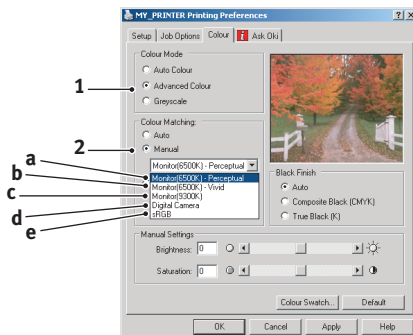 MY_PRINTER Printing Preferences
Setup Job Options Colour Ask Oki
Colour Mode
Auto Colour
1
Advanced Colour
Greyscale
Colour Matching:
Auto
2
Manual
a
Monitor(6500K) - Perceptual
b
Monitor(6500K) - Perceptual
c
Monitor(6500K) - Vivid
d
Monitor(9300K)
e
Digital Camera
sRGB
Black Finish
Auto
Composite Black (CMYK)
True Black (K)
Manual Settings
Brightness: 0
Saturation: 0
Colour Swatch... Default
OK Cancel Apply Help